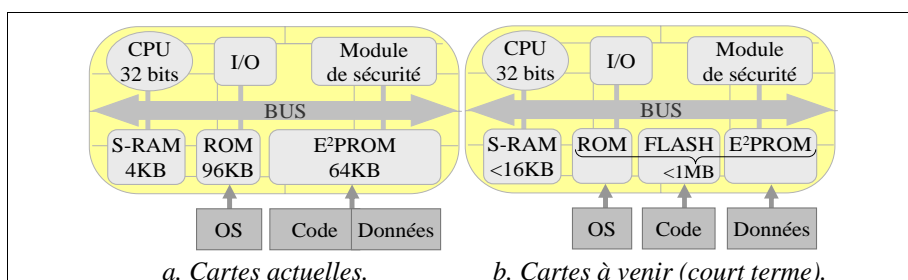 CPU
32 bits
I/O
Module
de sécurité
BUS
S-RAM
4KB
ROM
96KB
E²PROM
64KB
OS
Code
Données
a. Cartes actuelles.
CPU
32 bits
I/O
Module
de sécurité
BUS
S-RAM
<16KB
ROM
FLASH
E²PROM
<1MB
OS
Code
Données
b. Cartes à venir (court terme).